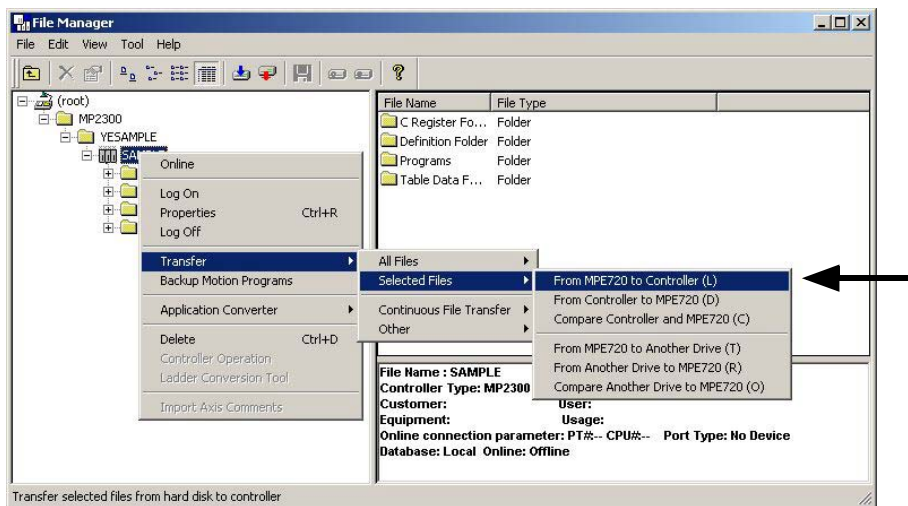 File Manager
File Edit View Tool Help
(root)
MP2300
YESAMPLE
File Name File Type
C Register Fo... Folder
Definition Folder Folder
Programs Folder
Table Data F... Folder
Online
Log On
Properties Ctrl+R
Log Off
Transfer
Backup Motion Programs
Application Converter
Delete Ctrl+D
Controller Operation
Ladder Conversion Tool
Import Axis Comments
All Files
Selected Files
Continuous File Transfer
Other
From MPE720 to Controller (L)
From Controller to MPE720 (D)
Compare Controller and MPE720 (C)
From MPE720 to Another Drive (T)
From Another Drive to MPE720 (R)
Compare Another Drive to MPE720 (O)
File Name : SAMPLE
Controller Type: MP2300
Customer: User:
Equipment: Usage:
Online connection parameter: PT#:-- CPU#:-- Port Type: No Device
Database: Local Online: Offline
Transfer selected files from hard disk to controller